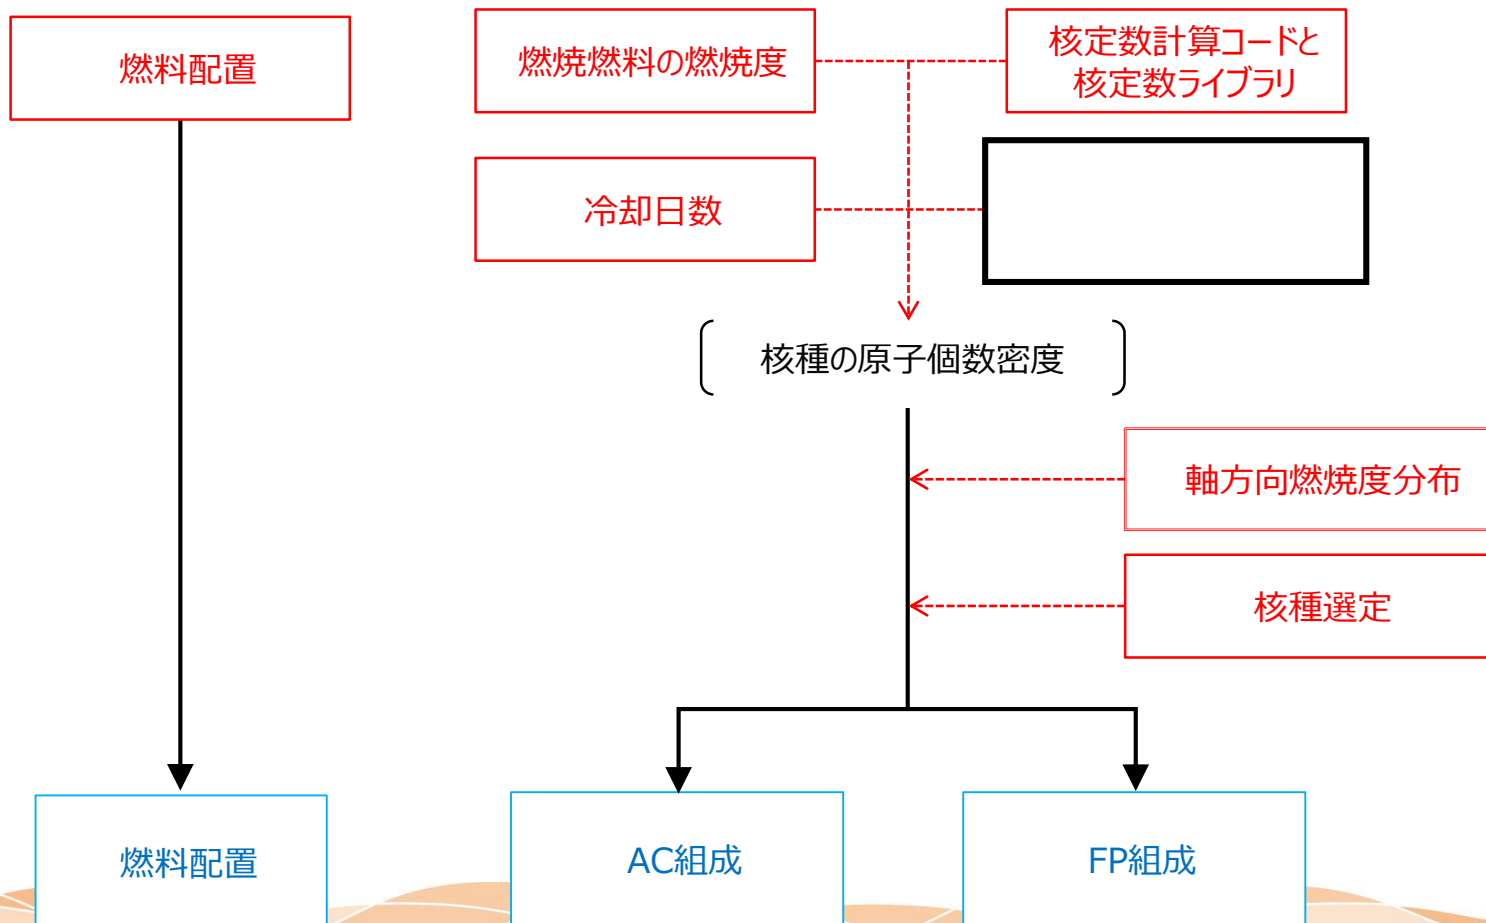 燃料配置
燃焼燃料の燃焼度
核定数計算コードと
核定数ライブラリ
冷却日数
核種の原子個数密度
軸方向燃焼度分布
核種選定
燃料配置
AC組成
FP組成